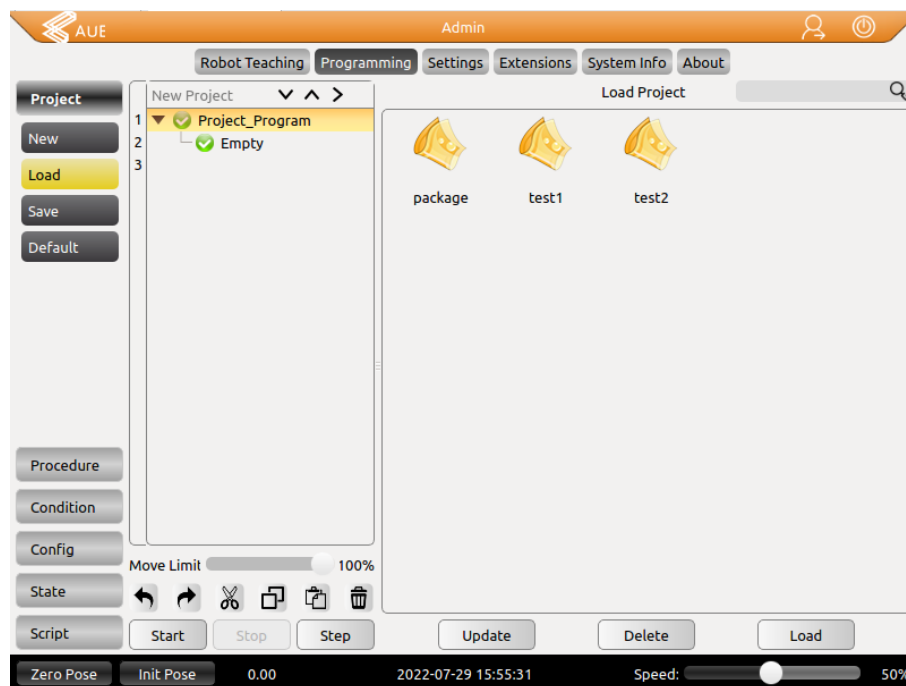 AUE
Admin
Robot Teaching Programming Settings Extensions System Info About
Project
New Project
Load Project
1 Project_Program
New
2 Empty
Load
3
Save
package test1 test2
Default
Procedure
Condition
Config
Move Limit 100%
State
Script
Start Stop Step Update Delete Load
Zero Pose Init Pose 0.00 2022-07-29 15:55:31 Speed: 50%